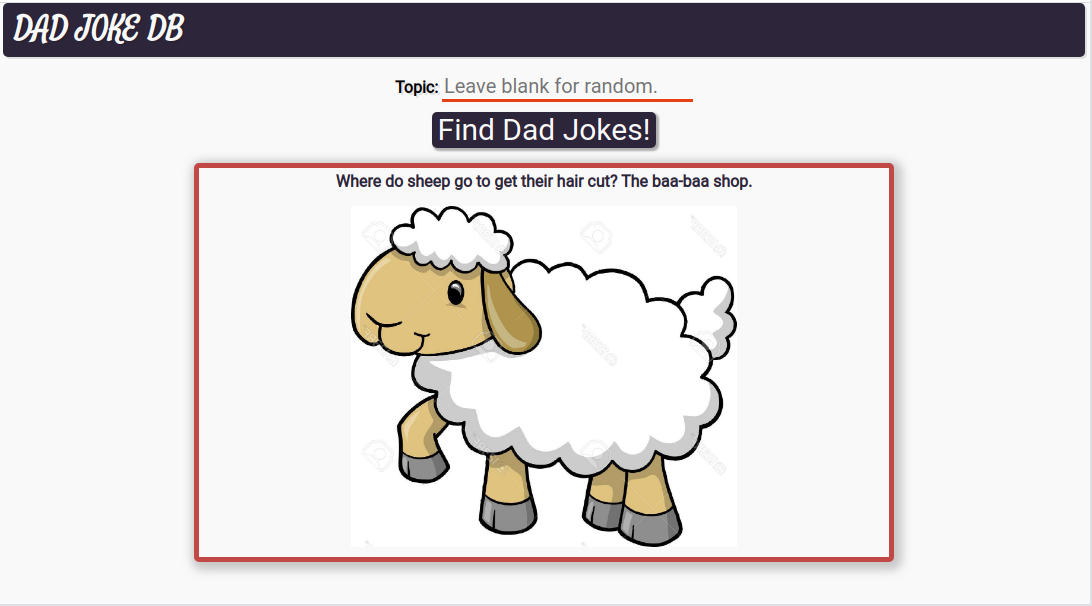 DAD JOKE DB
Topic: Leave blank for random.
Find Dad Jokes!
Where do sheep go to get their hair cut? The baa-baa shop.